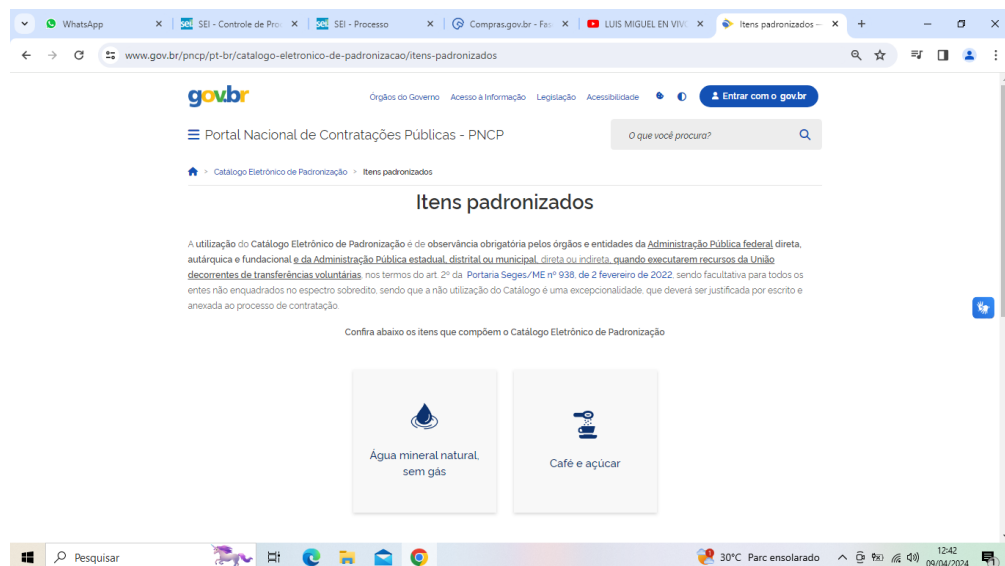 WhatsApp
SEI - Controle de Pro
SEI - Processo
Compras.gov.br - Fa
LUIS MIGUEL EN VIV
Itens padronizados –
www.gov.br/pncp/pt-br/catalogo-eletronico-de-padronizacao/itens-padronizados
gov.br
Órgãos do Governo Acesso à Informação Legislação Acessibilidade
Entrar com o gov.br
Portal Nacional de Contratações Públicas - PNCP
O que você procura?
> Catálogo Eletrônico de Padronização > Itens padronizados
Itens padronizados
A utilização do Catálogo Eletrônico de Padronização é de observância obrigatória pelos órgãos e entidades da Administração Pública federal direta,
autárquica e fundacional e da Administração Pública estadual, distrital ou municipal, direta ou indireta, quando executarem recursos da União
decorrentes de transferências voluntárias, nos termos do art. 2º da Portaria Seges/ME nº 938, de 2 fevereiro de 2022, sendo facultativa para todos os
entes não enquadrados no espectro sobredito, sendo que a não utilização do Catálogo é uma excepcionalidade, que deverá ser justificada por escrito e
anexada ao processo de contratação.
Confira abaixo os itens que compõem o Catálogo Eletrônico de Padronização
Água mineral natural,
sem gás
Café e açúcar
Pesquisar
30°C Parc ensolarado
12:42
09/04/2024